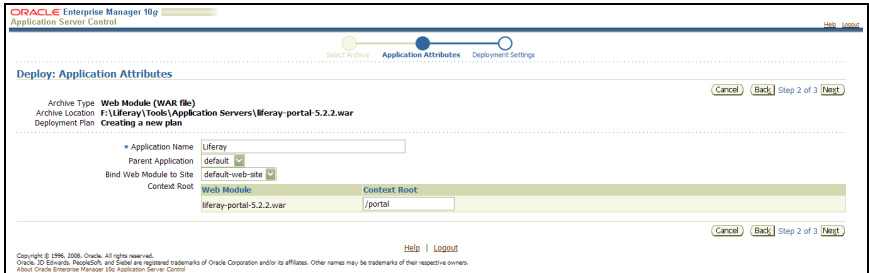 ORACLE Enterprise Manager 10g
Application Server Control
Help Logout
Select Archive Application Attributes Deployment Settings
Deploy: Application Attributes
Cancel Back Step 2 of 3 Next
Archive Type Web Module (WAR file)
Archive Location F:\Liferay\Tools\Application Servers\liferay-portal-5.2.2.war
Deployment Plan Creating a new plan
* Application Name Liferay
Parent Application default
Bind Web Module to Site default-web-site
Context Root
Web Module Context Root
liferay-portal-5.2.2.war /portal
Cancel Back Step 2 of 3 Next
Help | Logout
Copyright © 1996, 2008, Oracle. All rights reserved.
Oracle, JD Edwards, PeopleSoft, and Siebel are registered trademarks of Oracle Corporation and/or its affiliates. Other names may be trademarks of their respective owners.
About Oracle Enterprise Manager 10g Application Server Control